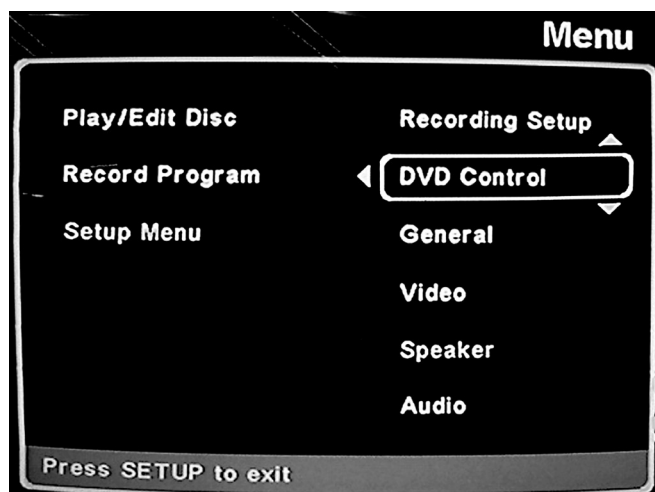 Menu
Play/Edit Disc
Record Program
Setup Menu
Recording Setup
DVD Control
General
Video
Speaker
Audio
Press SETUP to exit